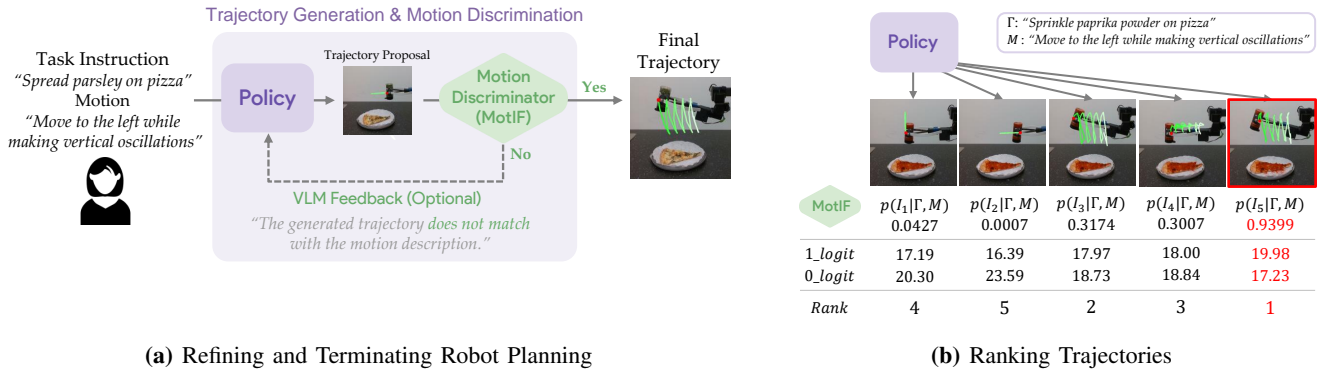 Trajectory Generation & Motion Discrimination
Task Instruction
“Spread parsley on pizza”
Motion
“Move to the left while
making vertical oscillations”
Policy
Trajectory Proposal
Motion
Discriminator
(MotIF)
Yes
No
Final
Trajectory
VLM Feedback (Optional)
“The generated trajectory does not match
with the motion description.”
(a) Refining and Terminating Robot Planning
Policy
Γ: “Sprinkle paprika powder on pizza”
M : “Move to the left while making vertical oscillations”
MotIF p(I₁|Γ, M) p(I₂|Γ, M) p(I₃|Γ, M) p(I₄|Γ, M) p(I₅|Γ, M)
0.0427 0.0007 0.3174 0.3007 0.9399
1_logit 17.19 16.39 17.97 18.00 19.98
0_logit 20.30 23.59 18.73 18.84 17.23
Rank 4 5 2 3 1
(b) Ranking Trajectories